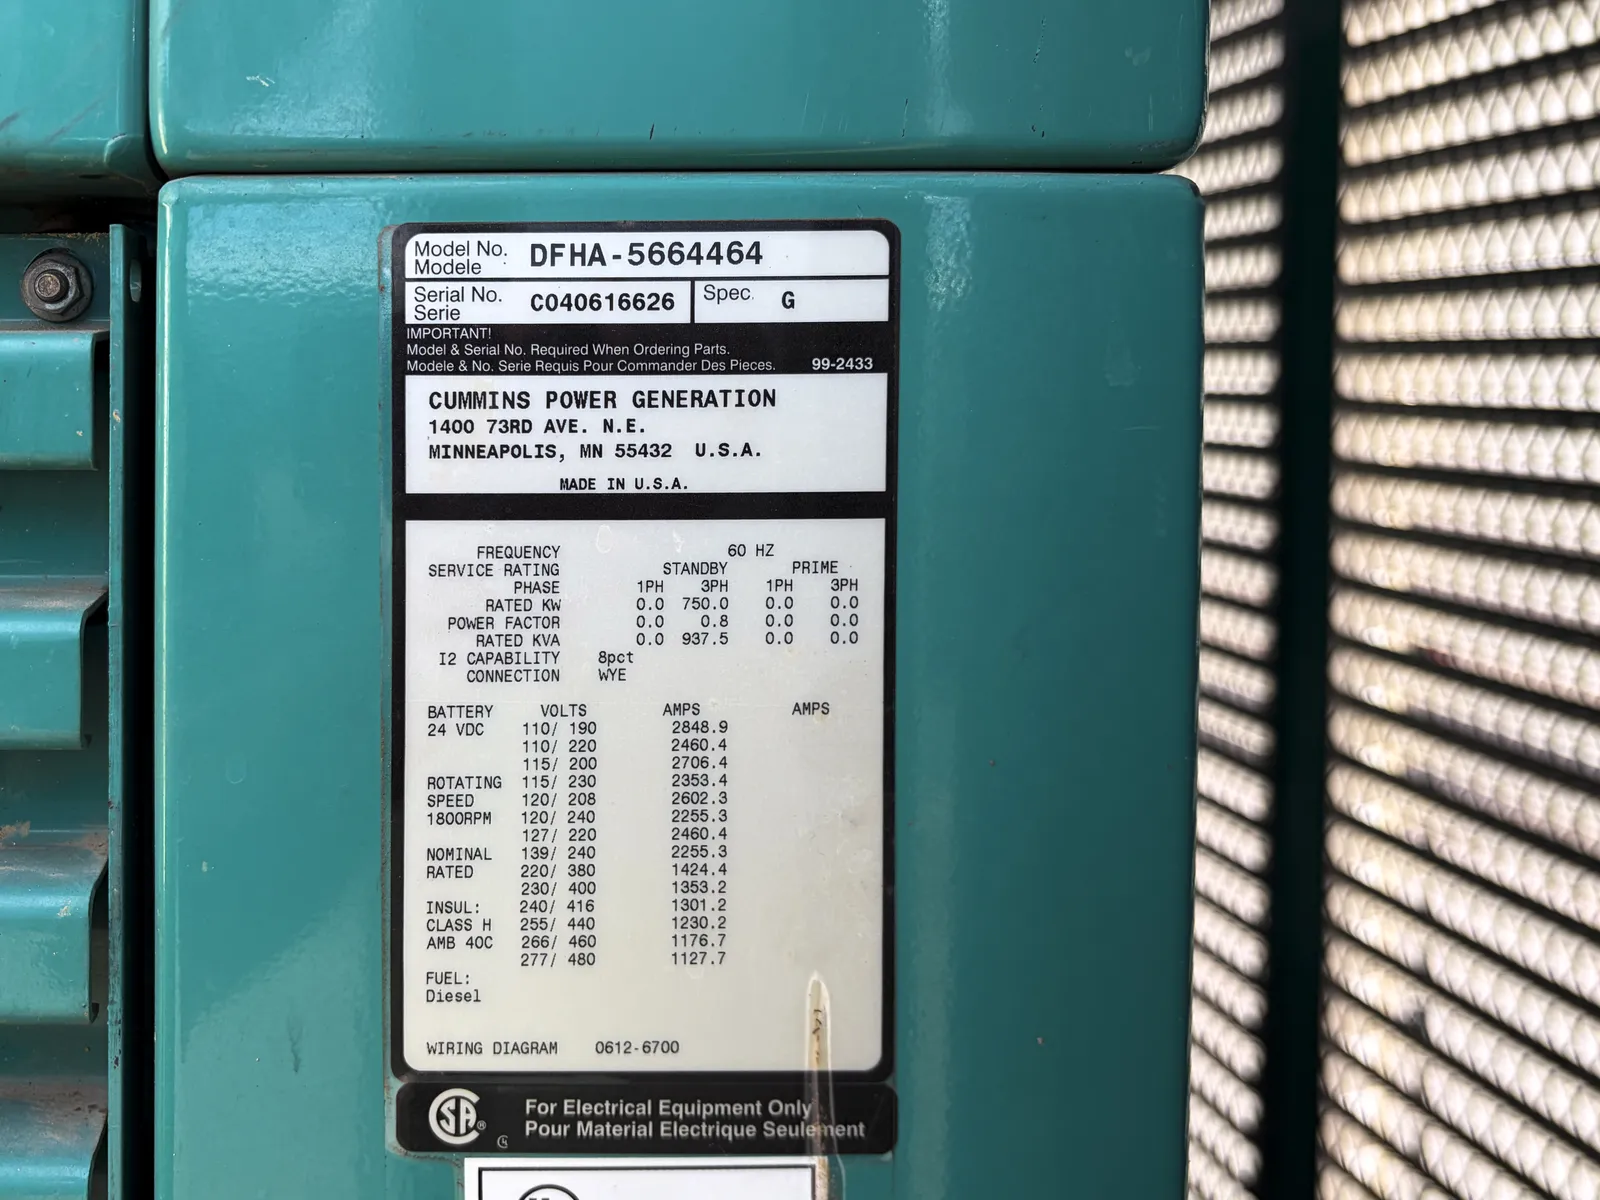 Model No. DFHA-5664464
Modele
Serial No. C040616626 Spec. G
Serie
IMPORTANT!
Model & Serial No. Required When Ordering Parts.
Modele & No. Serie Requis Pour Commander Des Pieces. 99-2433
CUMMINS POWER GENERATION
1400 73RD AVE. N.E.
MINNEAPOLIS, MN 55432 U.S.A.
MADE IN U.S.A.
FREQUENCY 60 HZ
SERVICE RATING STANDBY PRIME
PHASE 1PH 3PH 1PH 3PH
RATED KW 0.0 750.0 0.0 0.0
POWER FACTOR 0.0 0.8 0.0 0.0
RATED KVA 0.0 937.5 0.0 0.0
I2 CAPABILITY 8pct
CONNECTION WYE
BATTERY VOLTS AMPS AMPS
24 VDC 110/ 190 2848.9
110/ 220 2460.4
115/ 200 2706.4
ROTATING 115/ 230 2353.4
SPEED 120/ 208 2602.3
1800RPM 120/ 240 2255.3
127/ 220 2460.4
NOMINAL 139/ 240 2255.3
RATED 220/ 380 1424.4
230/ 400 1353.2
INSUL: 240/ 416 1301.2
CLASS H 255/ 440 1230.2
AMB 40C 266/ 460 1176.7
277/ 480 1127.7
FUEL:
Diesel
WIRING DIAGRAM 0612-6700
SA ® For Electrical Equipment Only
Pour Material Electrique Seulement